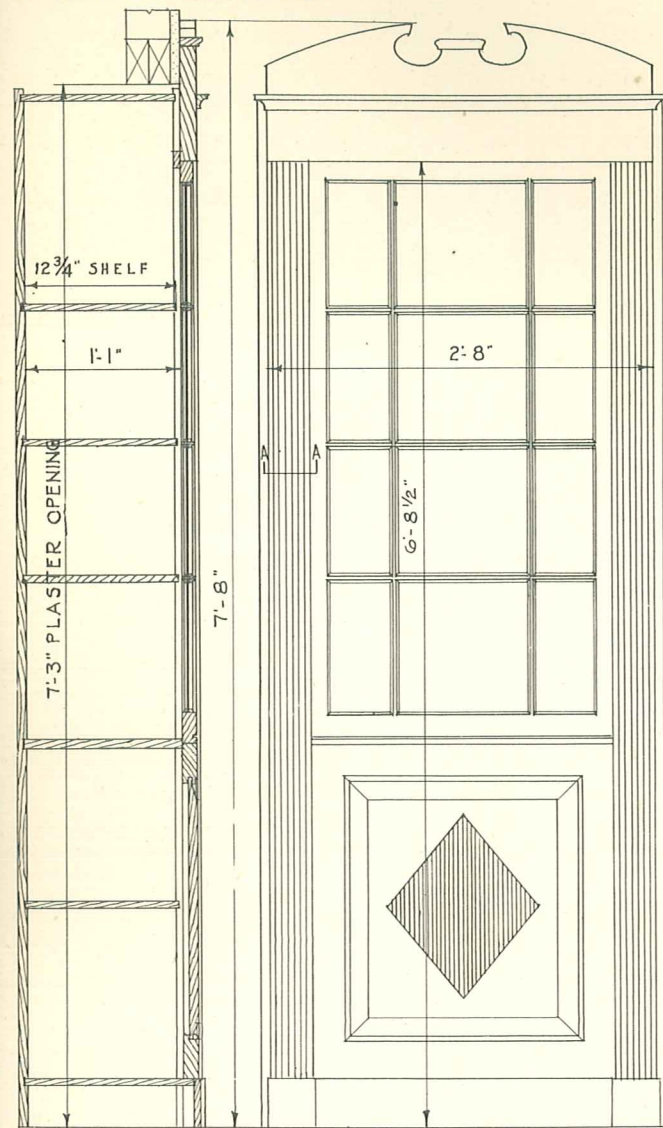 12 3/4" SHELF
1'-1"
7'-3" PLASTER OPENING
7'-8"
2'-8"
A A
6'-8 1/2"